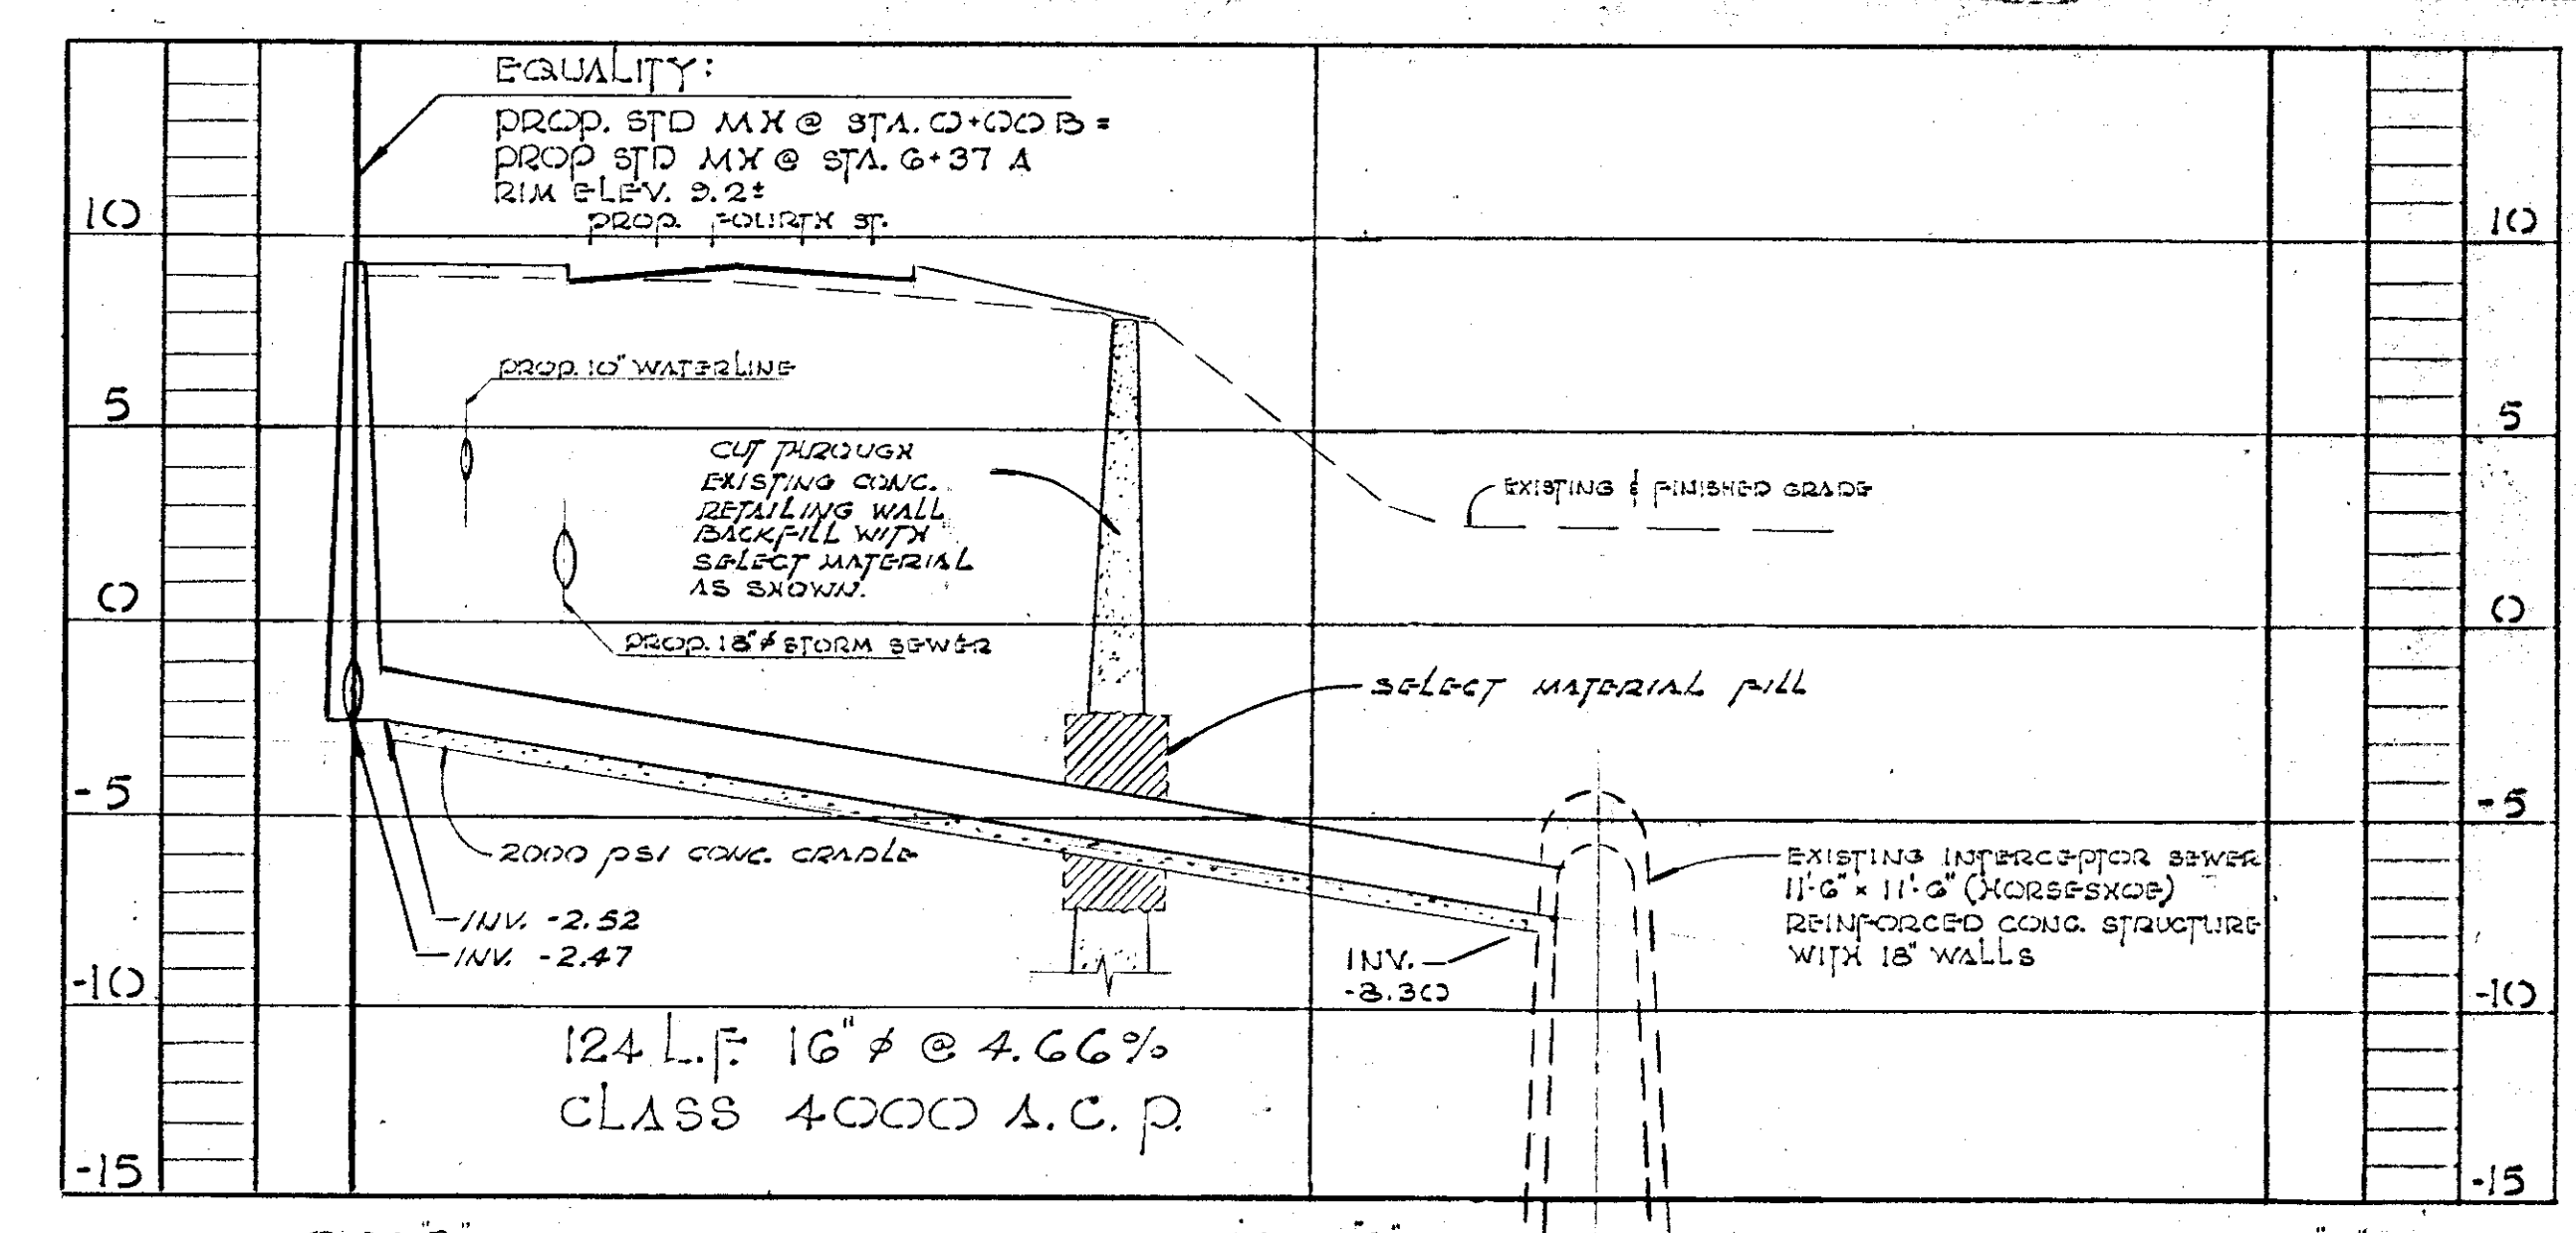 EQUALITY:
PROP. STD MH @ STA. 0+00 B =
PROP STD MH @ STA. 6+37 A
RIM ELEV. 9.2±
PROP. FOURTH ST.
10
10
PROP. 10" WATERLINE
5
5
CUT THROUGH
EXISTING CONC.
RETAILING WALL
BACKFILL WITH
SELECT MATERIAL
AS SHOWN.
EXISTING & FINISHED GRADE
0
0
PROP. 18"ø STORM SEWER
SELECT MATERIAL FILL
-5
-5
2000 PSI CONC. CRADLE
EXISTING INTERCEPTOR SEWER
11'-6" x 11'-6" (HORSESHOE)
REINFORCED CONC. STRUCTURE
WITH 18" WALLS
INV. -2.52
INV. -2.47
INV.
-8.30
-10
-10
124 L.F. 16"ø @ 4.66%
CLASS 4000 A.C.P.
-15
-15